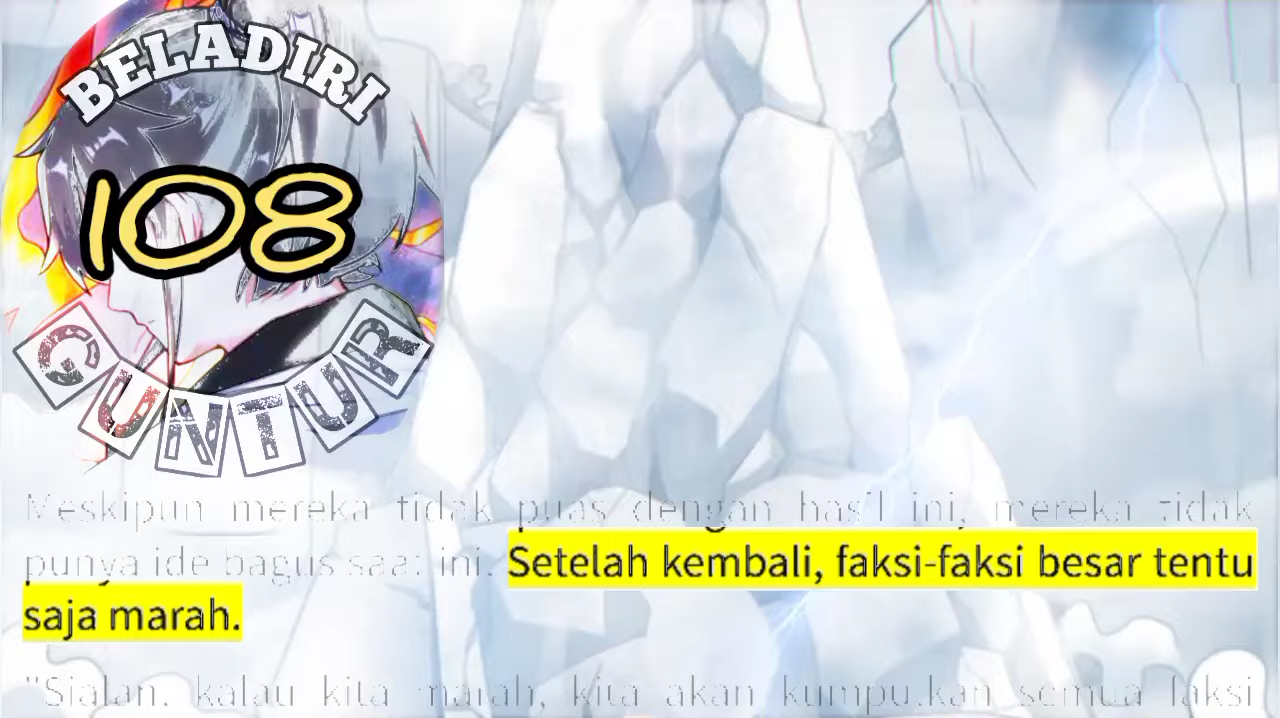 BELADIRI
108
GUNTUR
Meskipun mereka tidak puas dengan hasil ini, mereka tidak
punya ide bagus saat ini. Setelah kembali, faksi-faksi besar tentu
saja marah.
"Sialan, kalau kita marah, kita akan kumpulkan semua faksi